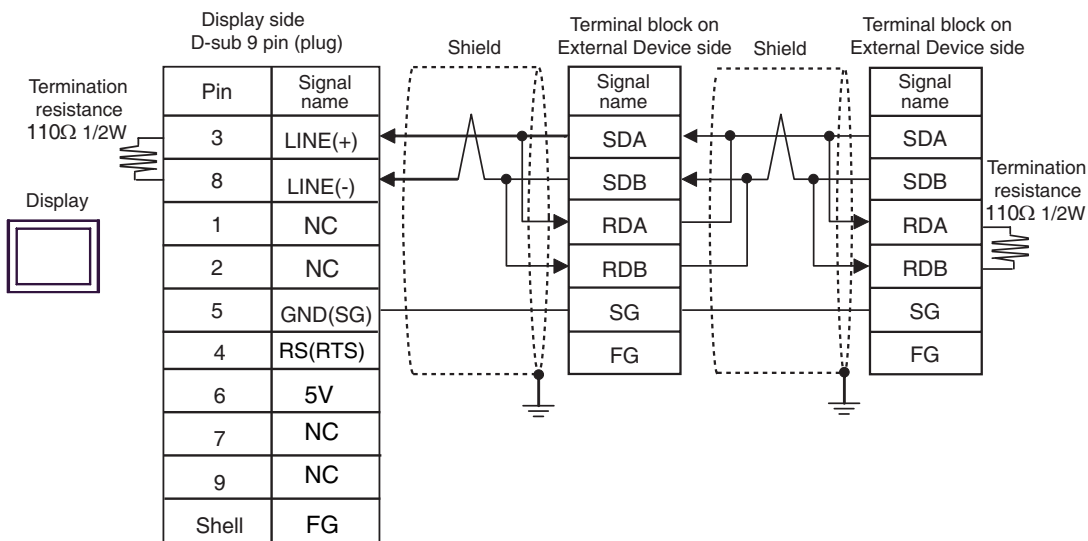 Display side
D-sub 9 pin (plug)
Shield
Terminal block on
External Device side
Shield
Terminal block on
External Device side
Termination
resistance
110Ω 1/2W
Display
Pin
Signal
name
3
LINE(+)
8
LINE(-)
1
NC
2
NC
5
GND(SG)
4
RS(RTS)
6
5V
7
NC
9
NC
Shell
FG
Signal
name
SDA
SDB
RDA
RDB
SG
FG
Signal
name
SDA
SDB
RDA
RDB
SG
FG
Termination
resistance
110Ω 1/2W